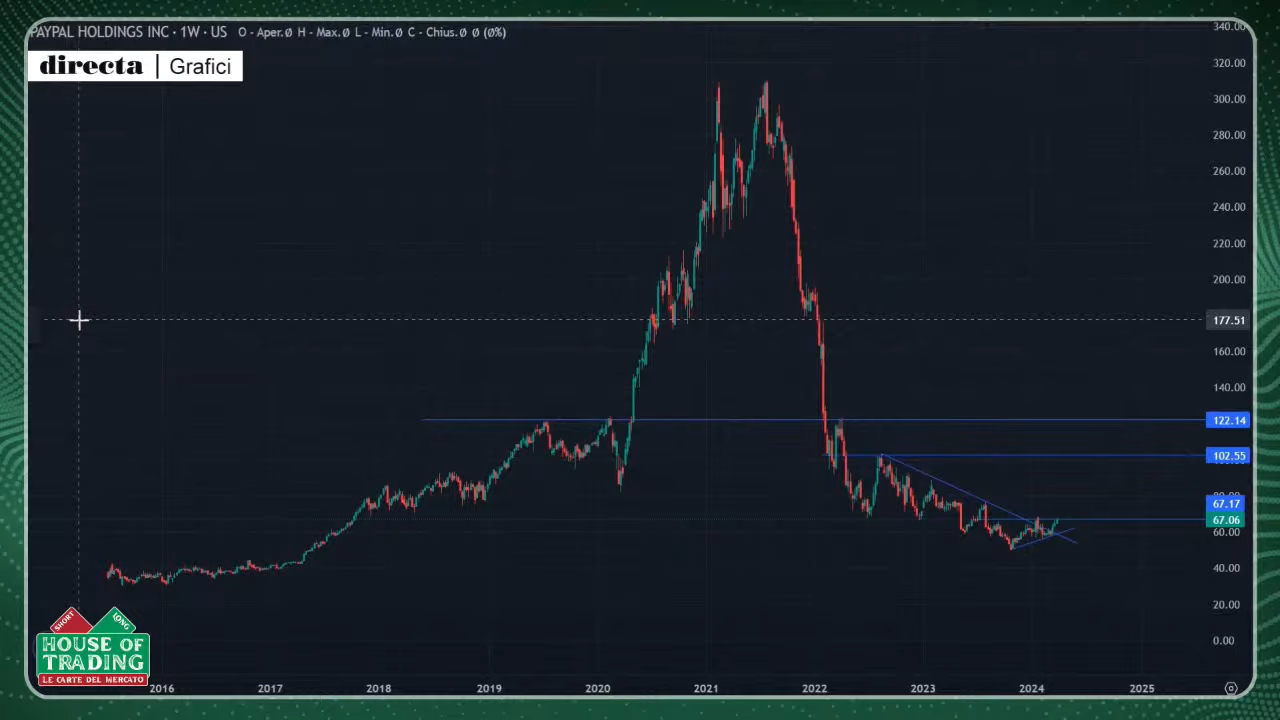 PAYPAL HOLDINGS INC · 1W · US O - Aper.Ø H - Max.Ø L - Min.Ø C - Chius.Ø Ø (0%)
directa | Grafici
340.00
320.00
300.00
280.00
260.00
240.00
220.00
200.00
177.51
160.00
140.00
122.14
102.55
80.00
67.17
67.06
60.00
40.00
20.00
0.00
SHORT LONG
HOUSE OF
TRADING
LE CARTE DEL MERCATO
2016 2017 2018 2019 2020 2021 2022 2023 2024 2025